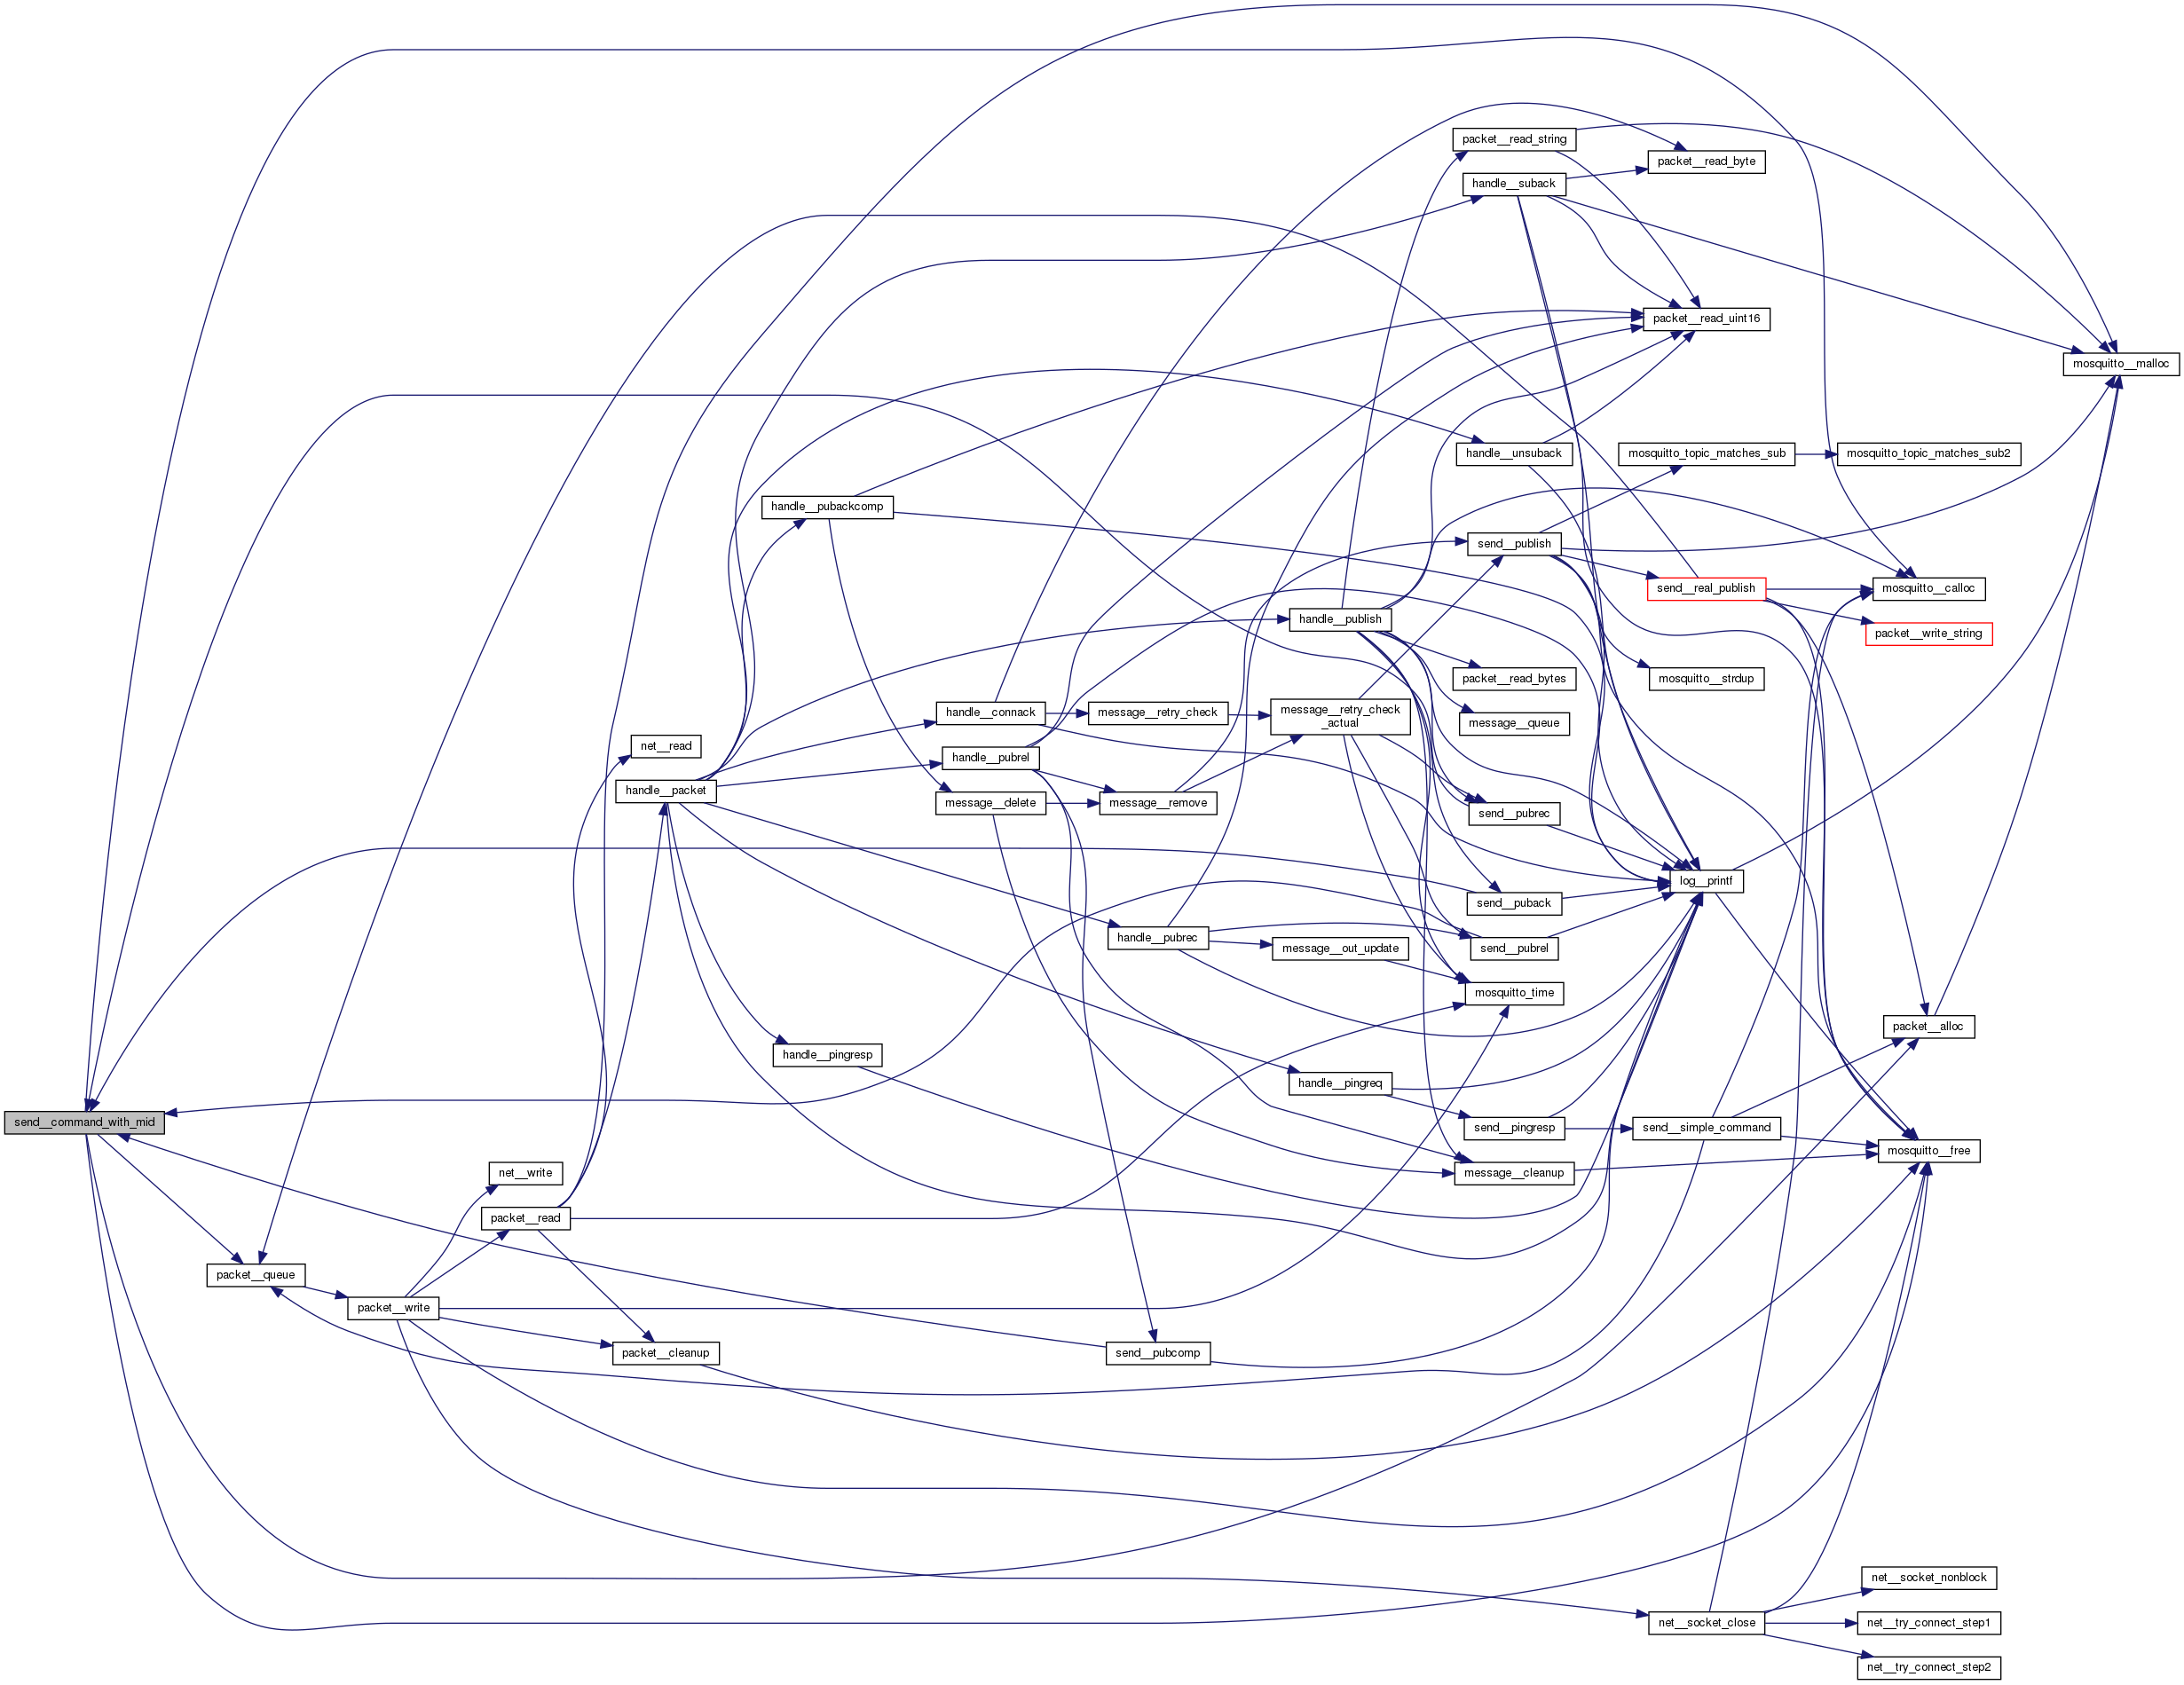 packet__read_string
packet__read_byte
handle__suback
packet__read_uint16
mosquitto__malloc
handle__unsuback
mosquitto_topic_matches_sub
mosquitto_topic_matches_sub2
handle__pubackcomp
send__publish
send__real_publish
mosquitto__calloc
handle__publish
packet__write_string
packet__read_bytes
mosquitto__strdup
handle__connack
message__retry_check
message__retry_check
_actual
message__queue
net__read
handle__pubrel
handle__packet
message__delete
message__remove
send__pubrec
log__printf
send__puback
handle__pubrec
message__out_update
send__pubrel
mosquitto_time
packet__alloc
handle__pingresp
handle__pingreq
send__command_with_mid
send__pingresp
send__simple_command
mosquitto__free
net__write
message__cleanup
packet__read
packet__queue
packet__write
packet__cleanup
send__pubcomp
net__socket_nonblock
net__socket_close
net__try_connect_step1
net__try_connect_step2